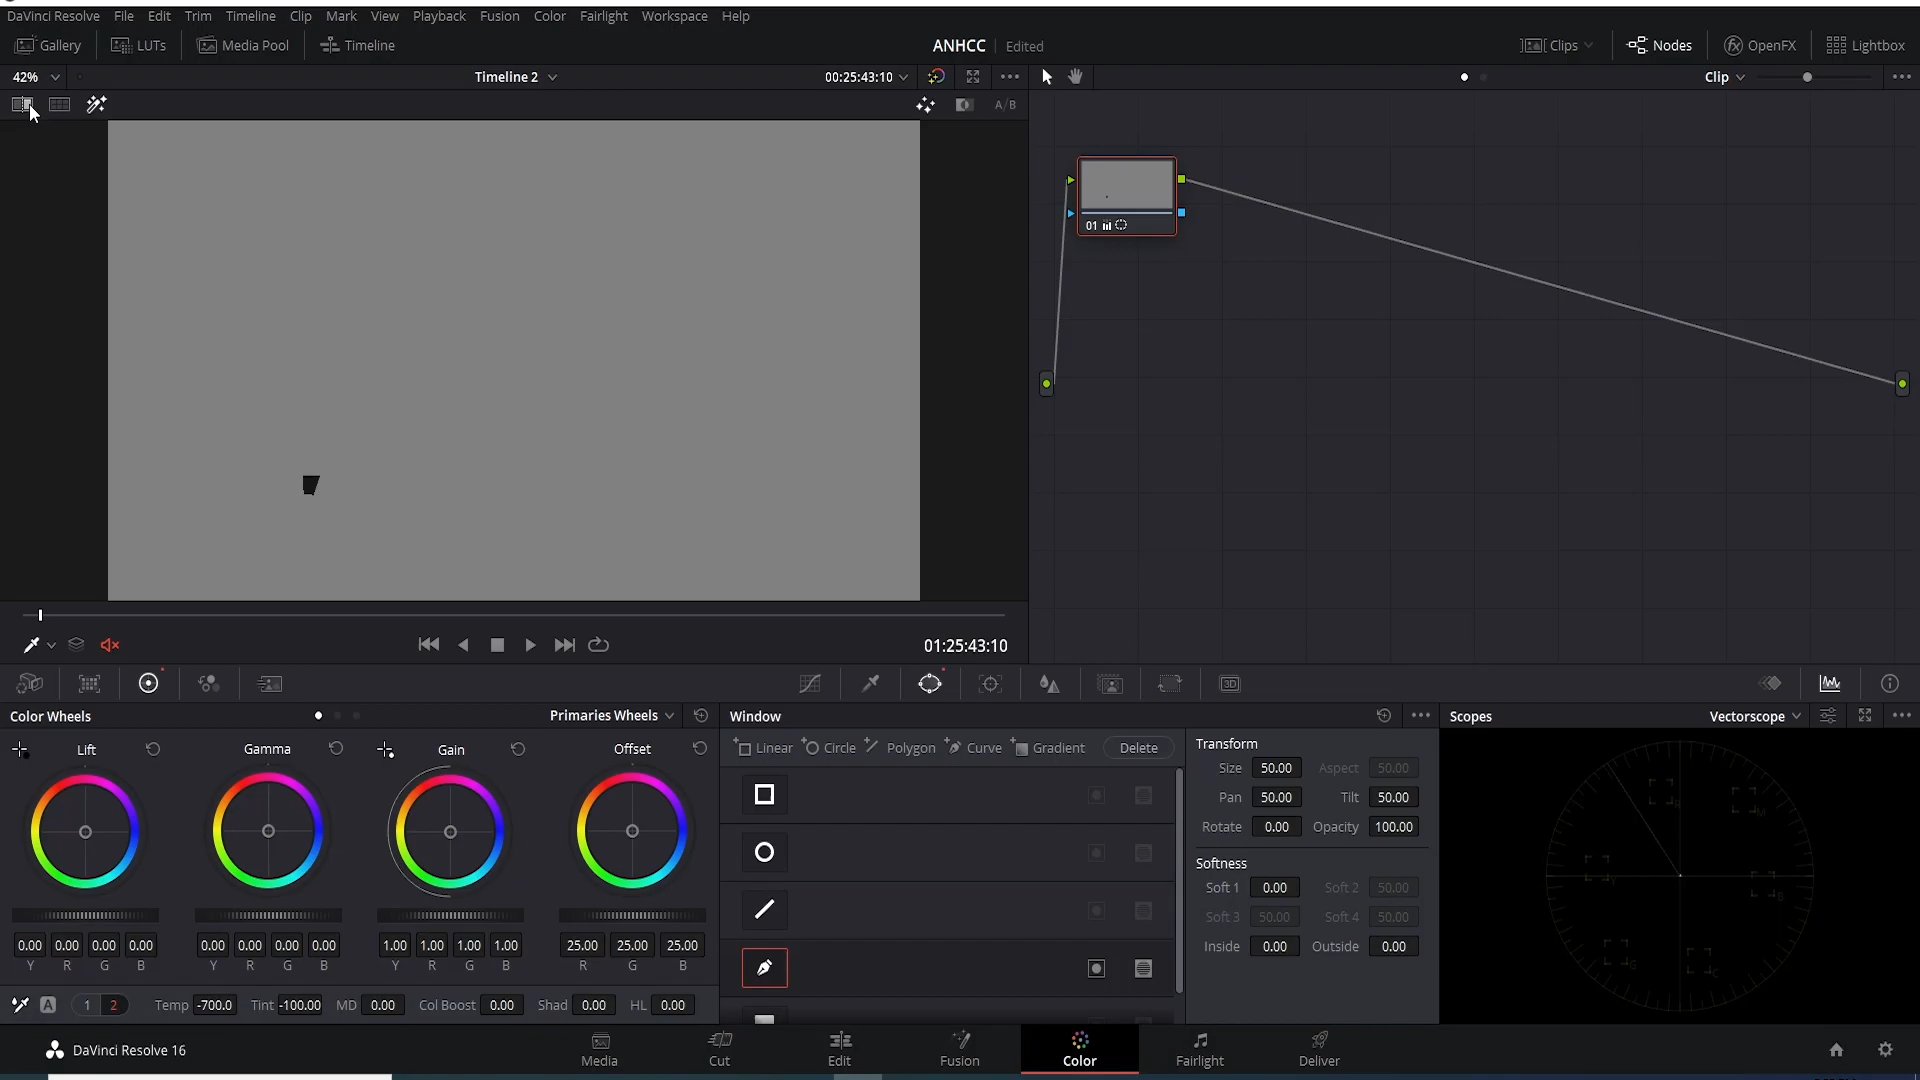 DaVinci Resolve File Edit Trim Timeline Clip Mark View Playback Fusion Color Fairlight Workspace Help
Gallery LUTs Media Pool Timeline ANHCC Edited Clips Nodes OpenFX Lightbox
42% Timeline 2 00:25:43:10 Clip
A/B
01
01:25:43:10
3D
Color Wheels Primaries Wheels Window Scopes Vectorscope
Lift Gamma Gain Offset Linear Circle Polygon Curve Gradient Delete Transform
Size 50.00 Aspect 50.00
Pan 50.00 Tilt 50.00
Rotate 0.00 Opacity 100.00
Softness
Soft 1 0.00 Soft 2 50.00
Soft 3 50.00 Soft 4 50.00
Inside 0.00 Outside 0.00
0.00 0.00 0.00 0.00 0.00 0.00 0.00 0.00 1.00 1.00 1.00 1.00 25.00 25.00 25.00
Y R G B Y R G B Y R G B R G B
A 1 2 Temp -700.0 Tint -100.00 MD 0.00 Col Boost 0.00 Shad 0.00 HL 0.00
R M Y B G C
DaVinci Resolve 16 Media Cut Edit Fusion Color Fairlight Deliver